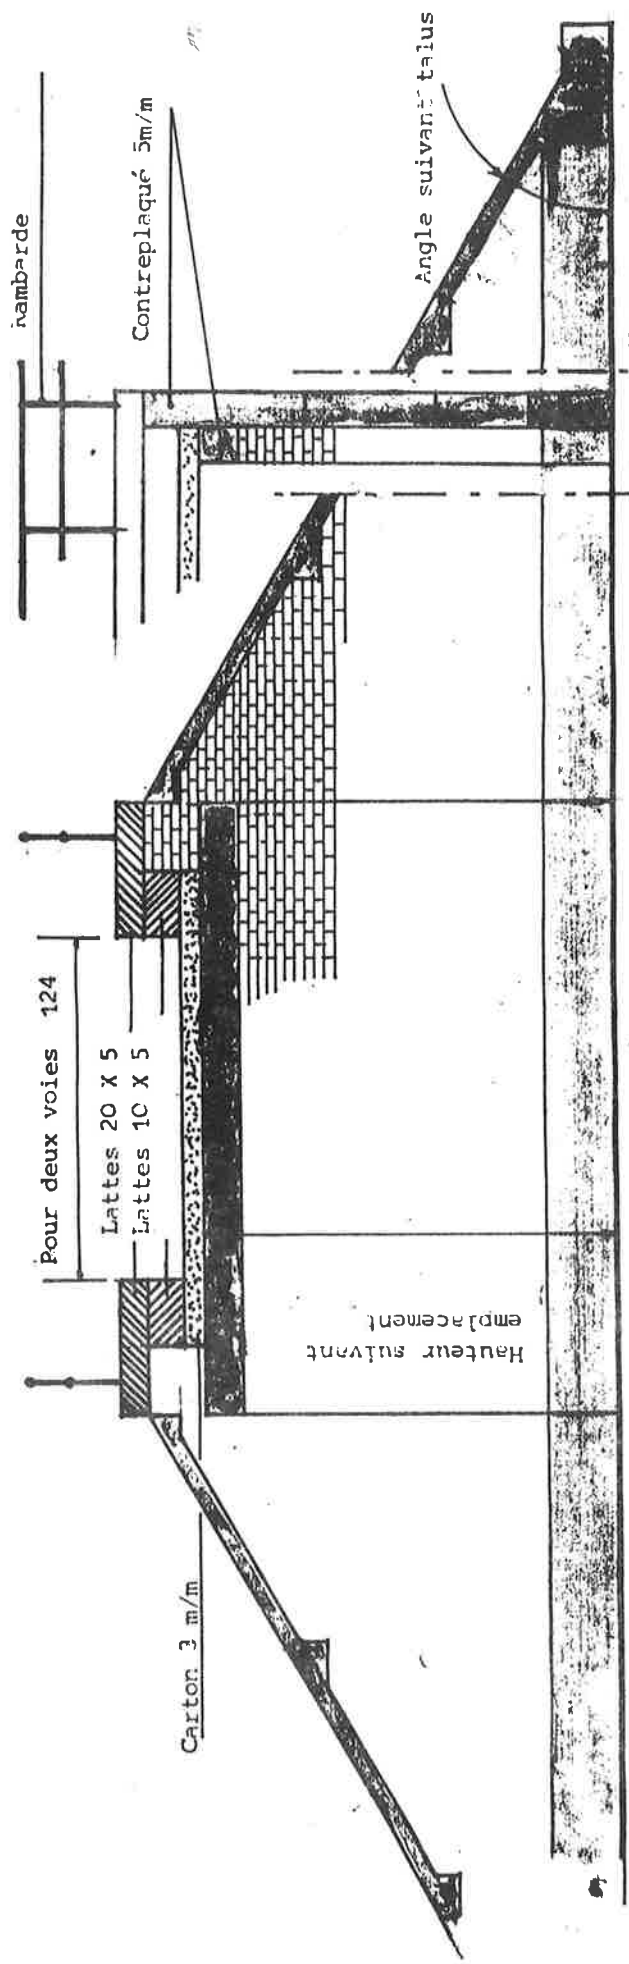 Rambarde
Contreplaqué 5m/m
Angle suivant talus
Pour deux voies 124
Lattes 20 X 5
Lattes 10 X 5
Hauteur suivant
emplacement
Carton 3 m/m